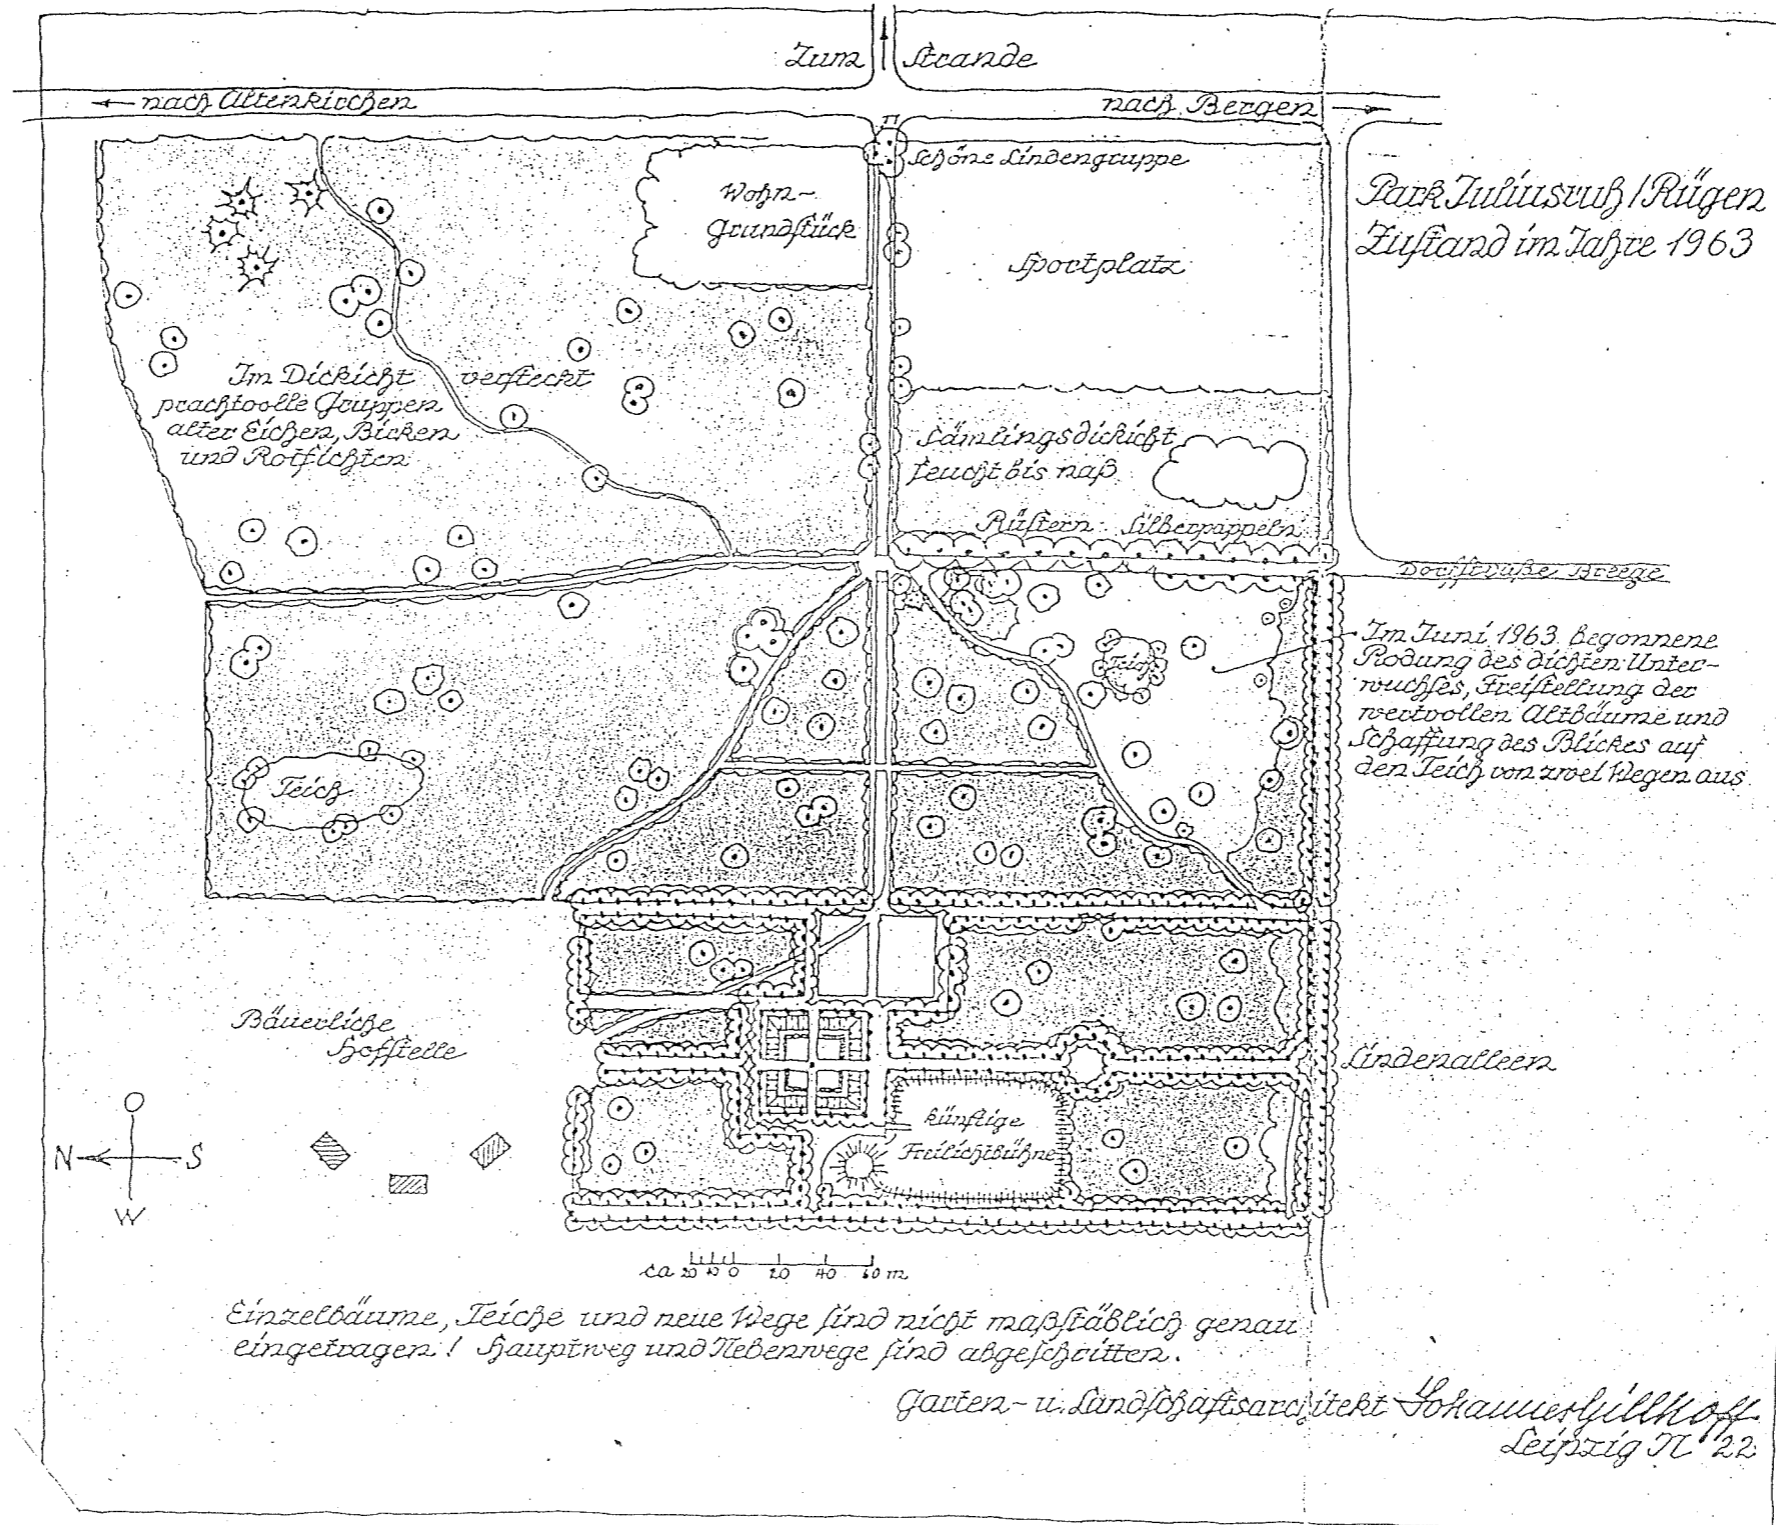 Zum Strande
← nach Altenkirchen
nach Bergen →
Schöne Lindengruppe
Wohn-
Grundstück
Sportplatz
Park Juliusruh / Rügen
Zustand im Jahre 1963
Im Dickicht versteckt
prachtvolle Gruppen
alter Eichen, Birken
und Rotfichten
Sämlingsdickicht
feucht bis naß
Rüstern Silberpappeln
Dorfstraße Breege
Teich
Im Juni 1963 begonnene
Rodung des dichten Unter-
wuchses, Freistellung der
wertvollen Altbäume und
Schaffung des Blickes auf
den Teich von zwei Wegen aus
Teich
Bäuerliche
Hofstelle
Lindenalleen
künftige
Freilichtbühne
O
N S
W
ca 20 10 0 20 40 60 m
Einzelbäume, Teiche und neue Wege sind nicht maßstäblich genau
eingetragen! Hauptweg und Nebenwege sind abgeschritten.
Garten- u. Landschaftsarchitekt Johannes Gillhoff
Leipzig N 22